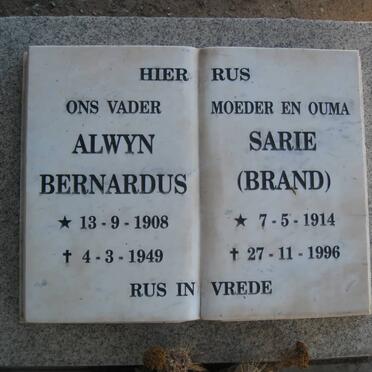 HIER RUS
ONS VADER
ALWYN
BERNARDUS
★ 13-9-1908
† 4-3-1949
MOEDER EN OUMA
SARIE
(BRAND)
★ 7-5-1914
† 27-11-1996
RUS IN VREDE